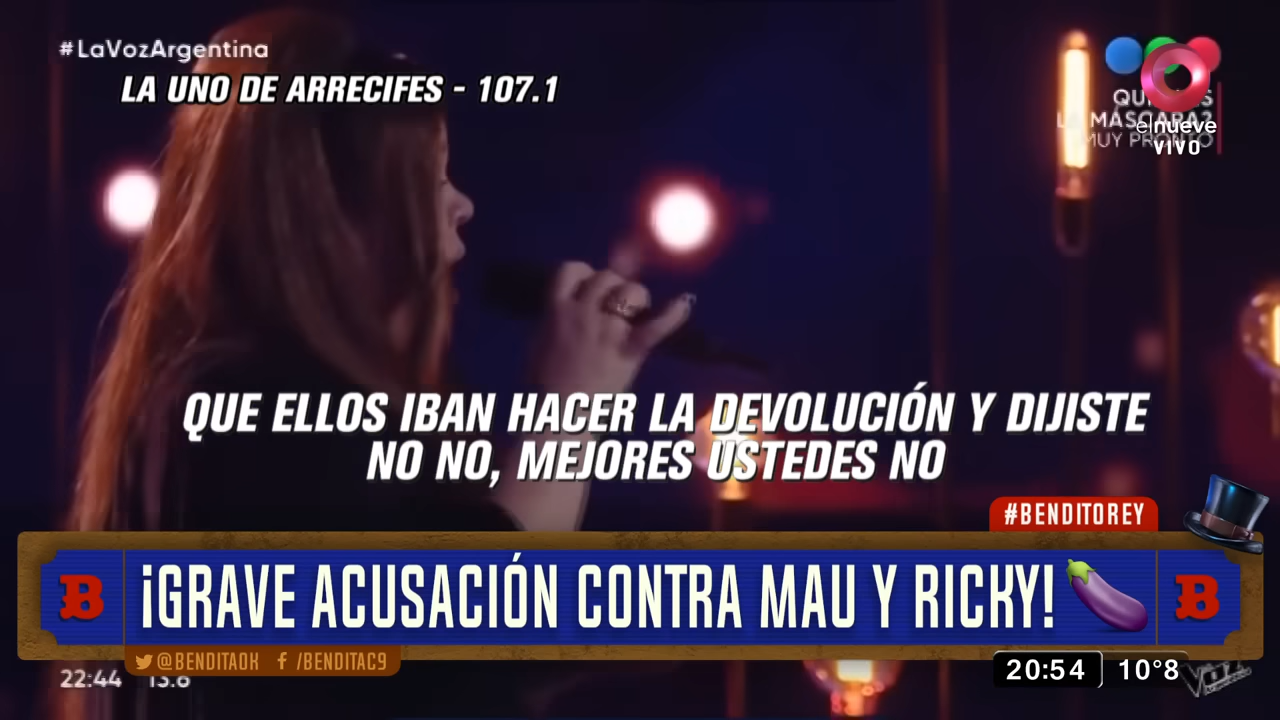 #LaVozArgentina
LA UNO DE ARRECIFES - 107.1
elnueve
VIVO
QUE ELLOS IBAN HACER LA DEVOLUCIÓN Y DIJISTE
NO NO, MEJORES USTEDES NO
#BENDITOREY
B ¡GRAVE ACUSACIÓN CONTRA MAU Y RICKY! B
@BENDITAOK f /BENDITAC9
22:44 13.8
20:54 10°8